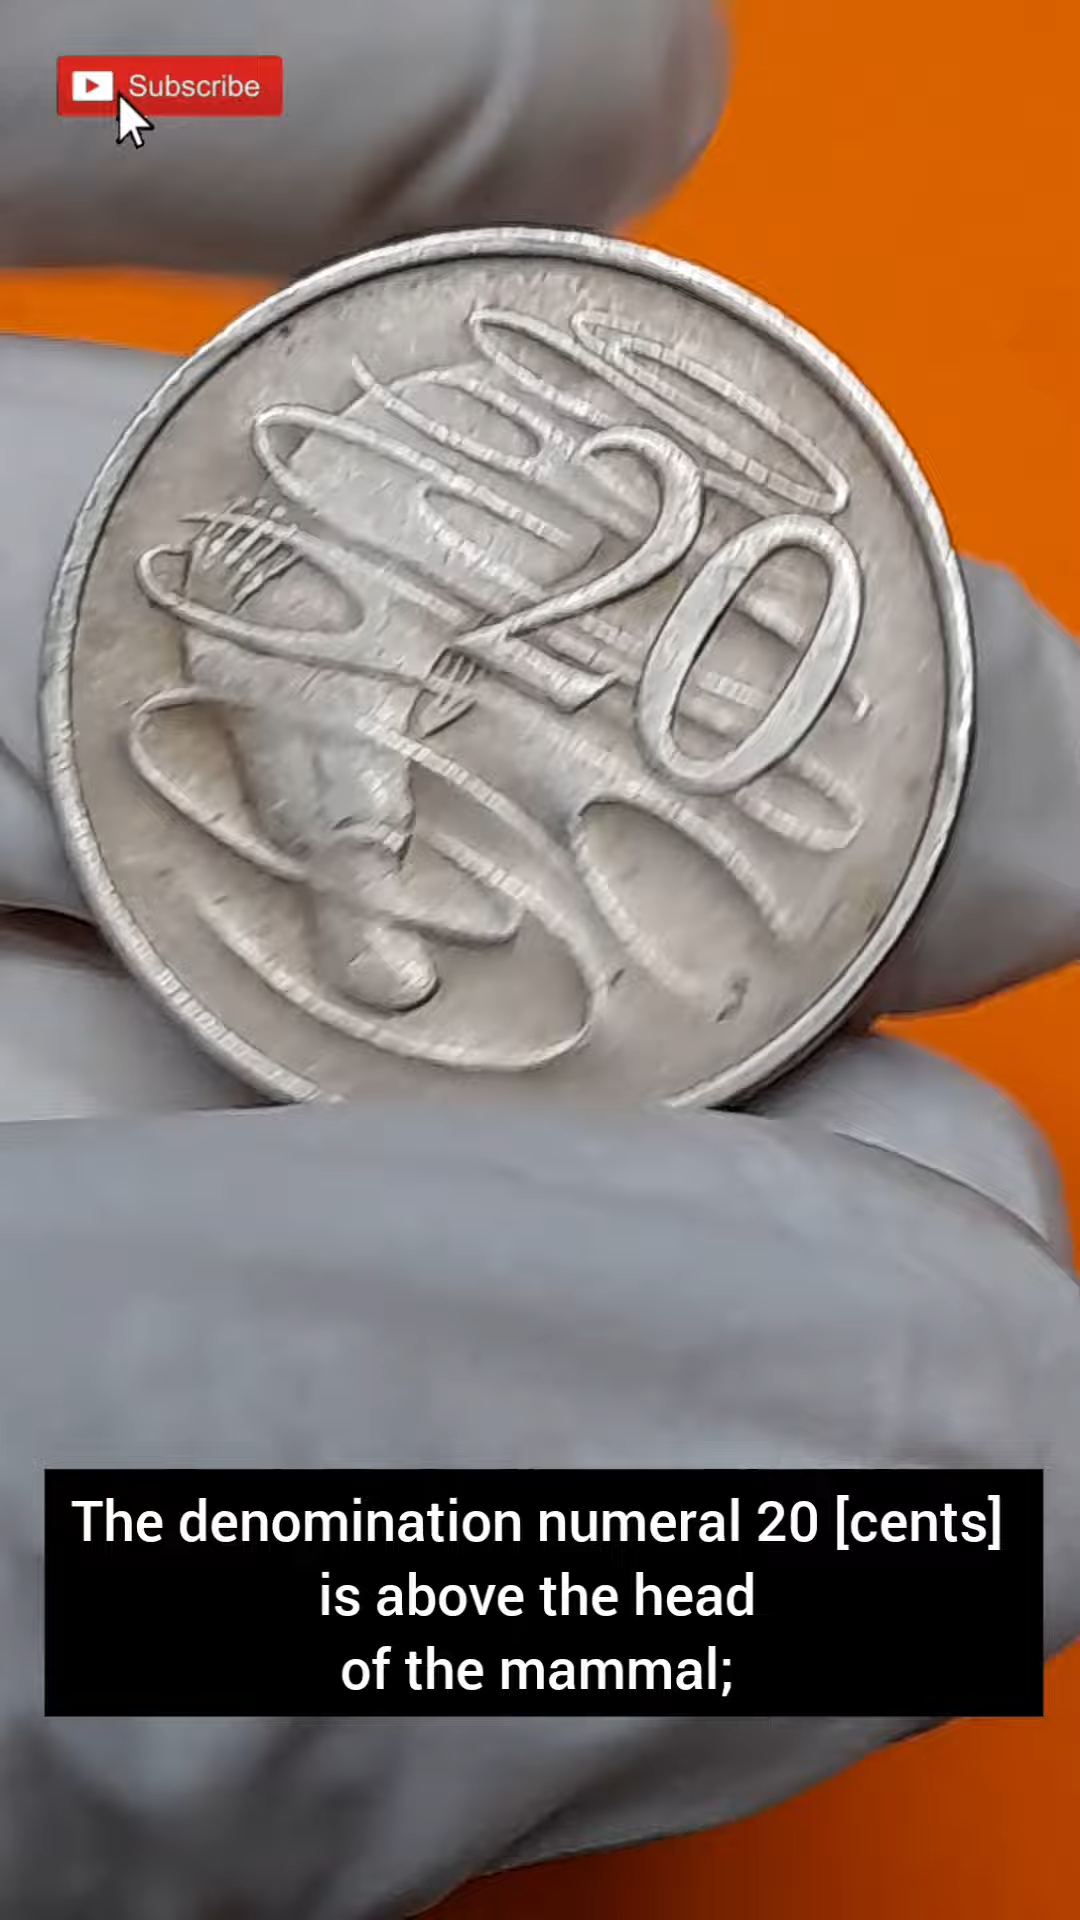 Subscribe
20
The denomination numeral 20 [cents]
is above the head
of the mammal;